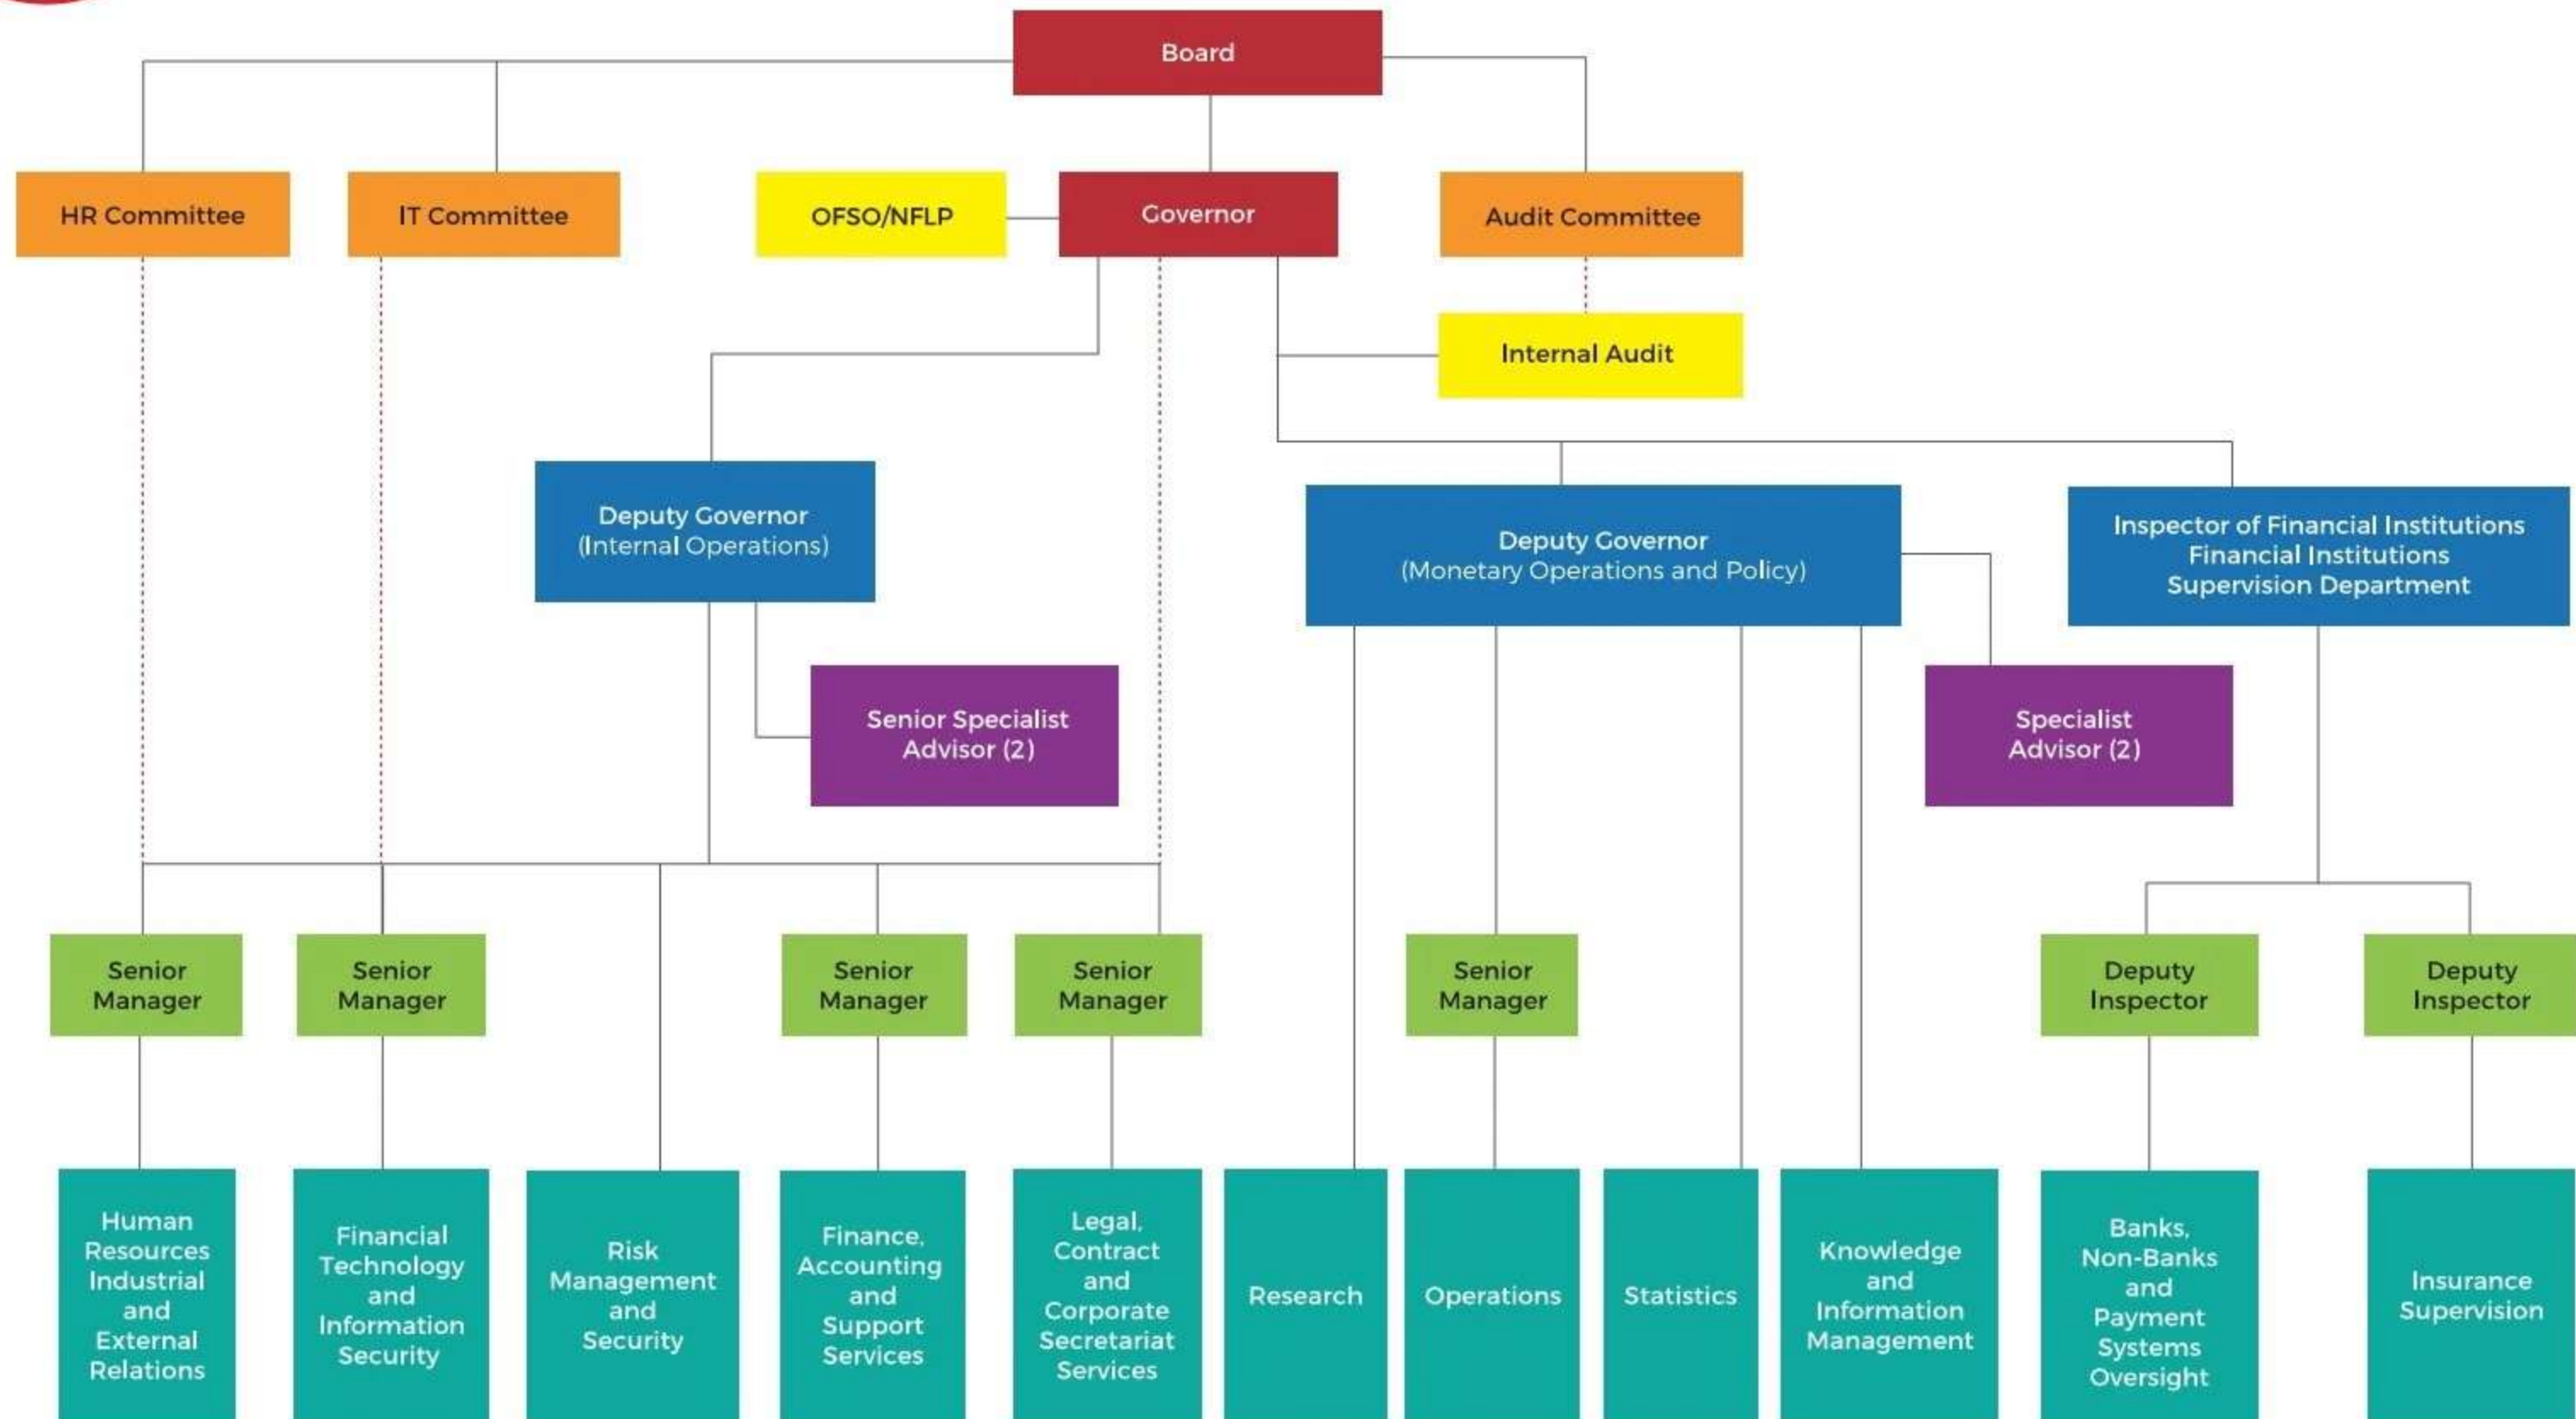 Board
HR Committee
IT Committee
OFSO/NFLP
Governor
Audit Committee
Internal Audit
Deputy Governor
(Internal Operations)
Deputy Governor
(Monetary Operations and Policy)
Inspector of Financial Institutions
Financial Institutions
Supervision Department
Senior Specialist
Advisor (2)
Specialist
Advisor (2)
Senior
Manager
Senior
Manager
Senior
Manager
Senior
Manager
Senior
Manager
Deputy
Inspector
Deputy
Inspector
Human
Resources
Industrial
and
External
Relations
Financial
Technology
and
Information
Security
Risk
Management
and
Security
Finance,
Accounting
and
Support
Services
Legal,
Contract
and
Corporate
Secretariat
Services
Research
Operations
Statistics
Knowledge
and
Information
Management
Banks,
Non-Banks
and
Payment
Systems
Oversight
Insurance
Supervision